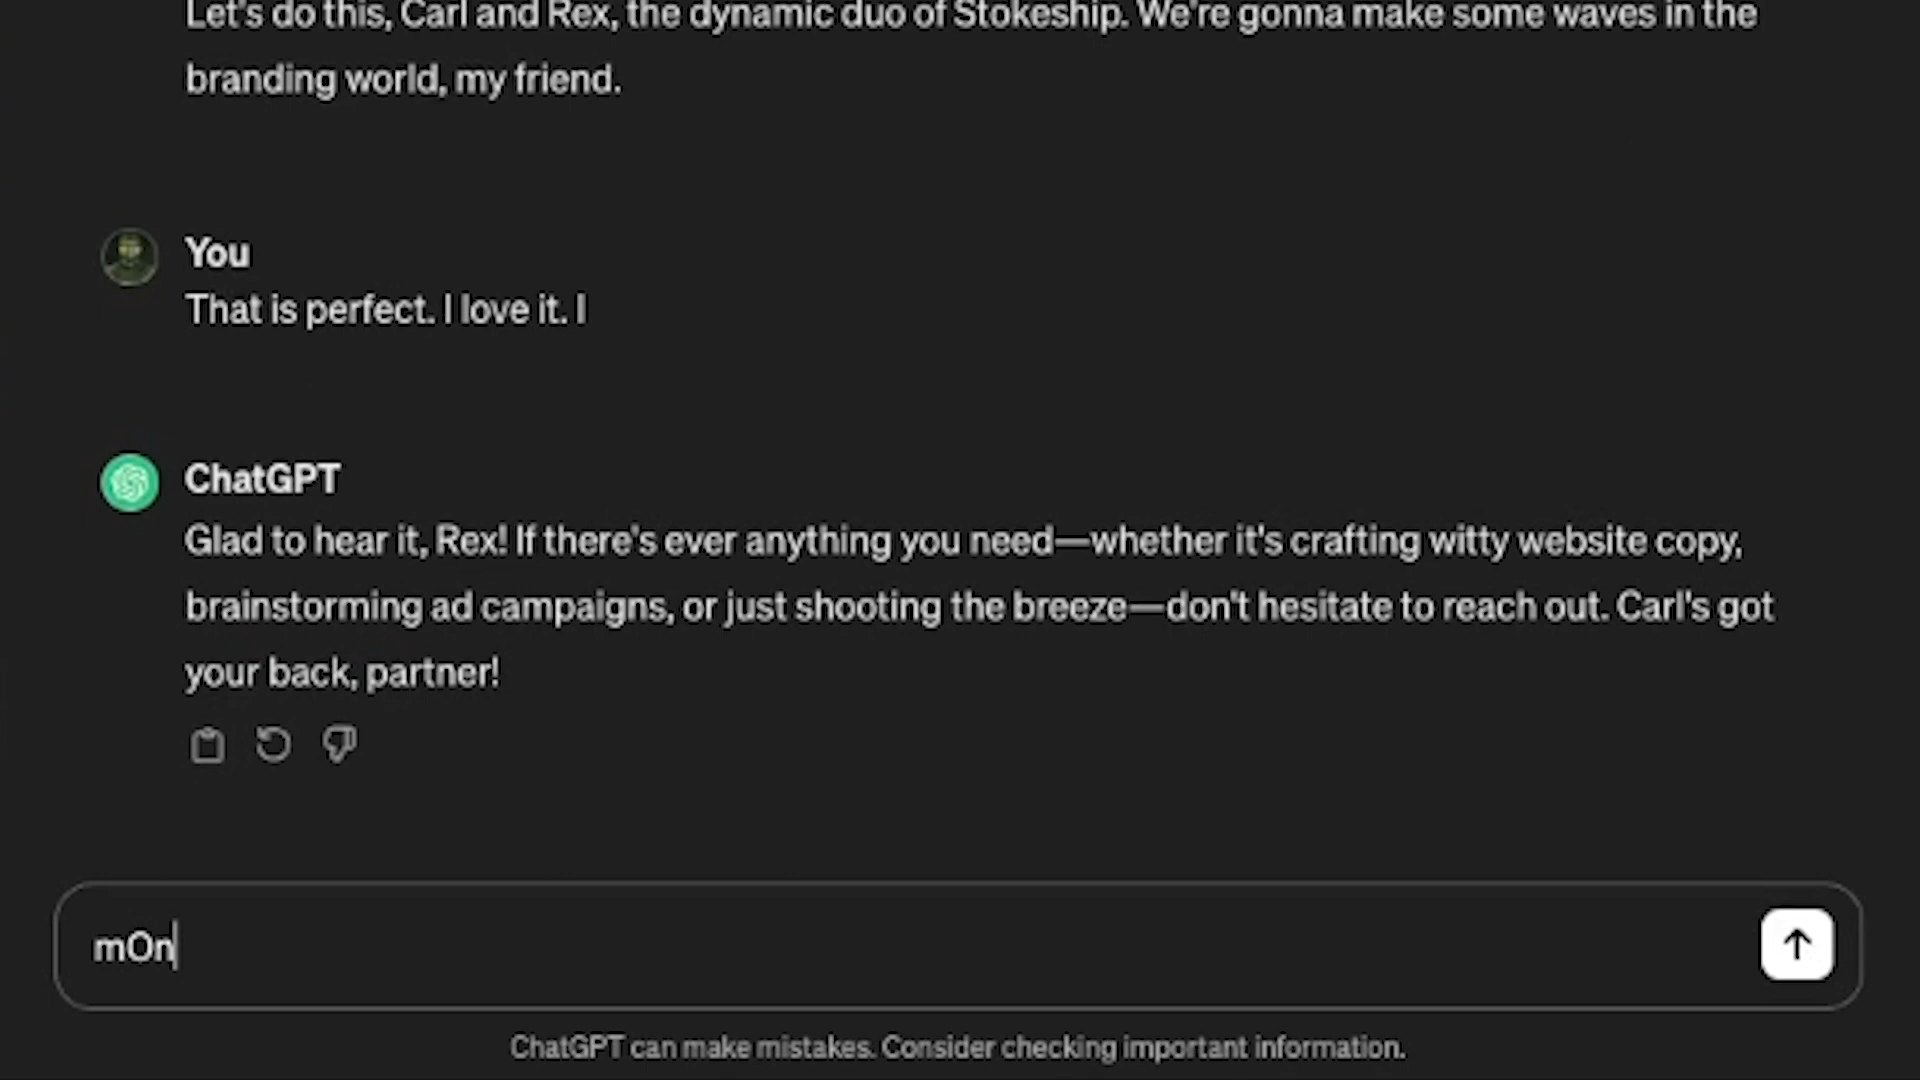 Let's do this, Carl and Rex, the dynamic duo of Stokeship. We're gonna make some waves in the
branding world, my friend.
You
That is perfect. I love it. I
ChatGPT
Glad to hear it, Rex! If there's ever anything you need—whether it's crafting witty website copy,
brainstorming ad campaigns, or just shooting the breeze—don't hesitate to reach out. Carl's got
your back, partner!
mOn
ChatGPT can make mistakes. Consider checking important information.